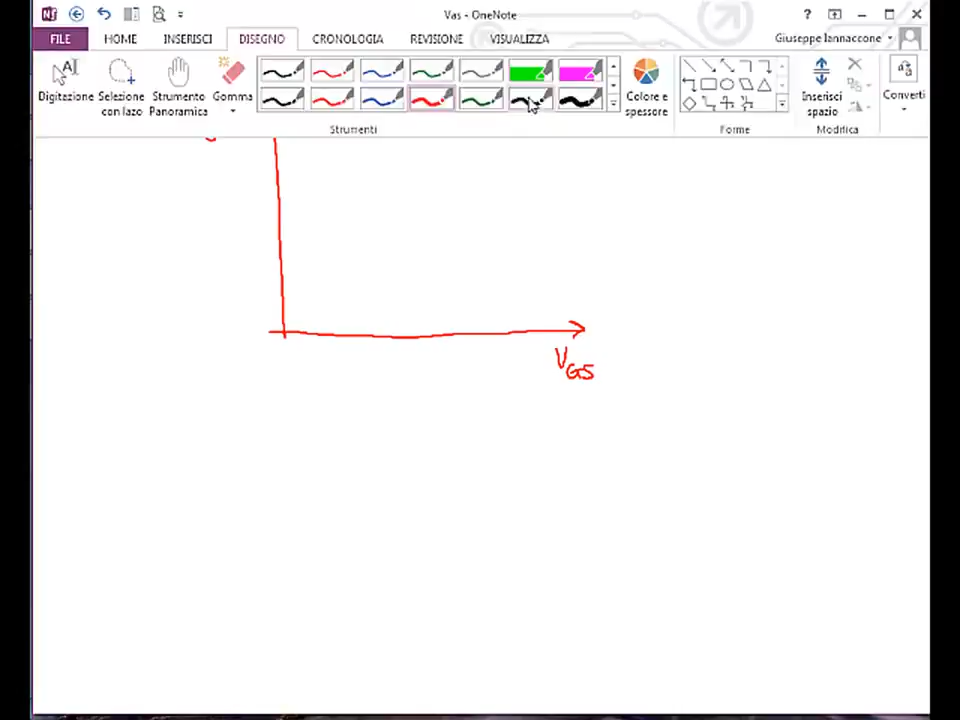 Vas - OneNote
?
FILE HOME INSERISCI DISEGNO CRONOLOGIA REVISIONE VISUALIZZA
Giuseppe Iannaccone
A
Digitazione
Selezione con lazo
Strumento Panoramica
Gomma
Colore e spessore
Inserisci spazio
Converti
Strumenti
Forme
Modifica
VGS